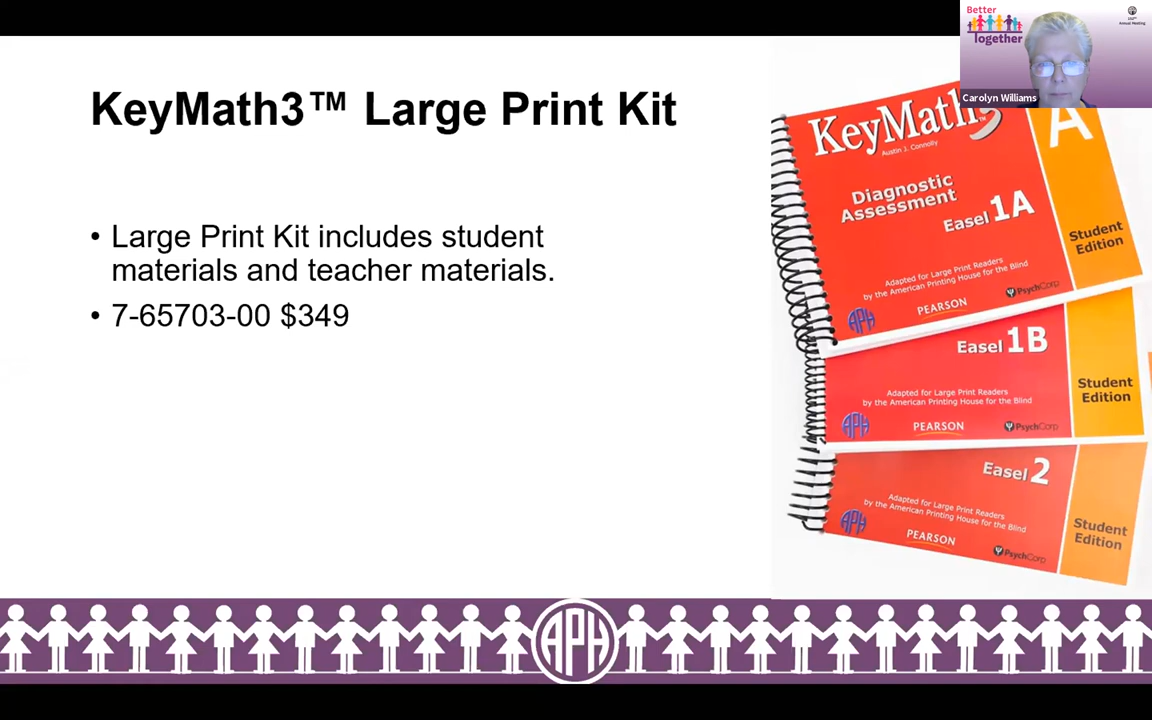 Better
Together
Annual Meeting
Carolyn Williams
KeyMath3™ Large Print Kit
• Large Print Kit includes student
materials and teacher materials.
• 7-65703-00 $349
KeyMath3™
Austin J. Connolly
A
Diagnostic
Assessment
Easel 1A
Student
Edition
Adapted for Large Print Readers
by the American Printing House for the Blind
APH
PEARSON
PsychCorp
Easel 1B
Student
Edition
Adapted for Large Print Readers
by the American Printing House for the Blind
APH
PEARSON
PsychCorp
Easel 2
Student
Edition
Adapted for Large Print Readers
by the American Printing House for the Blind
APH
PEARSON
PsychCorp
APH